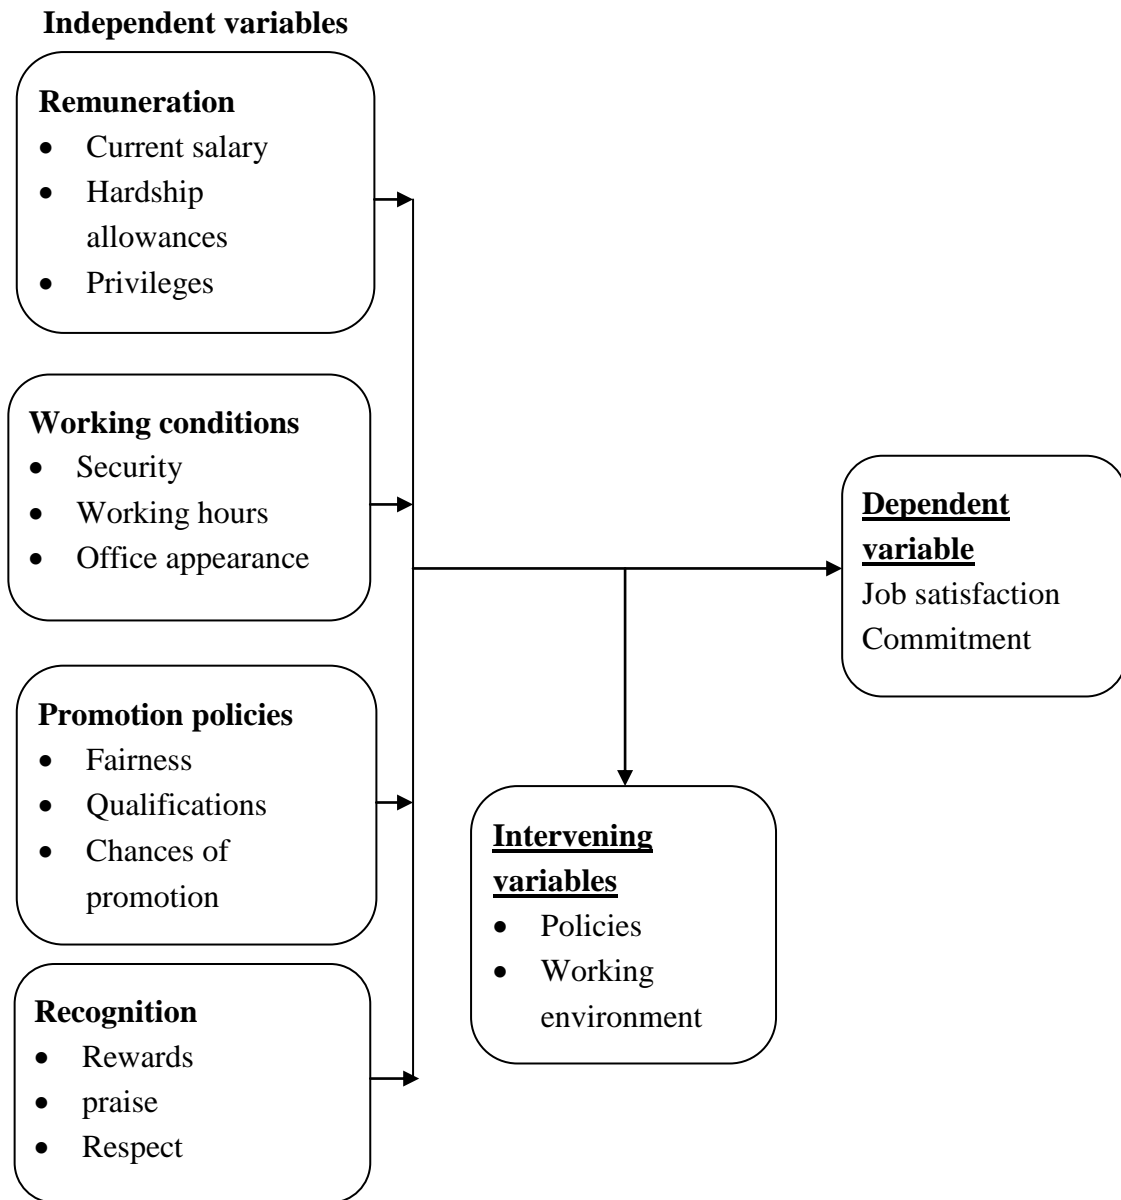 Independent variables
Remuneration
• Current salary
• Hardship
allowances
• Privileges
Working conditions
• Security
• Working hours
• Office appearance
Promotion policies
• Fairness
• Qualifications
• Chances of
promotion
Recognition
• Rewards
• praise
• Respect
Intervening
variables
• Policies
• Working
environment
Dependent
variable
Job satisfaction
Commitment